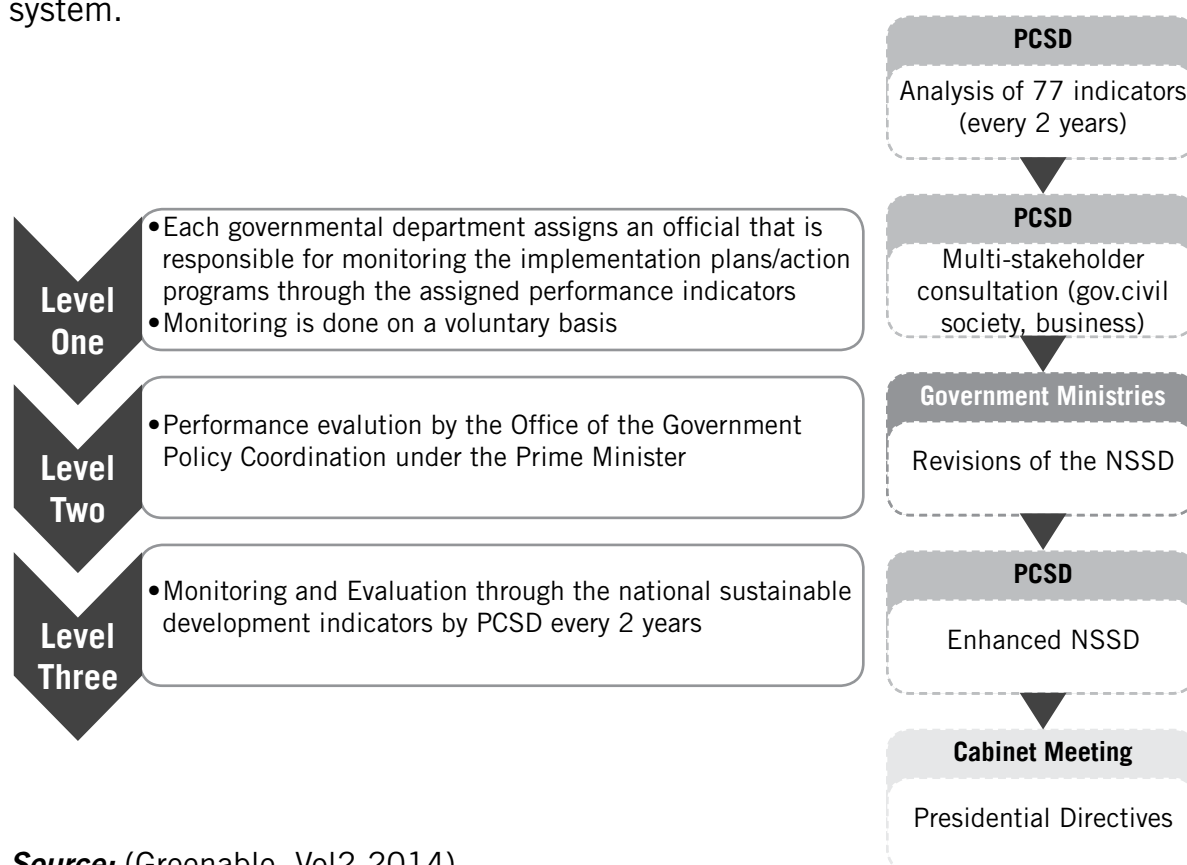 system.
Level
One
•Each governmental department assigns an official that is
responsible for monitoring the implementation plans/action
programs through the assigned performance indicators
•Monitoring is done on a voluntary basis
Level
Two
•Performance evalution by the Office of the Government
Policy Coordination under the Prime Minister
Level
Three
•Monitoring and Evaluation through the national sustainable
development indicators by PCSD every 2 years
PCSD
Analysis of 77 indicators
(every 2 years)
PCSD
Multi-stakeholder
consultation (gov.civil
society, business)
Government Ministries
Revisions of the NSSD
PCSD
Enhanced NSSD
Cabinet Meeting
Presidential Directives
Source: (Greenable, Vol2 2014)